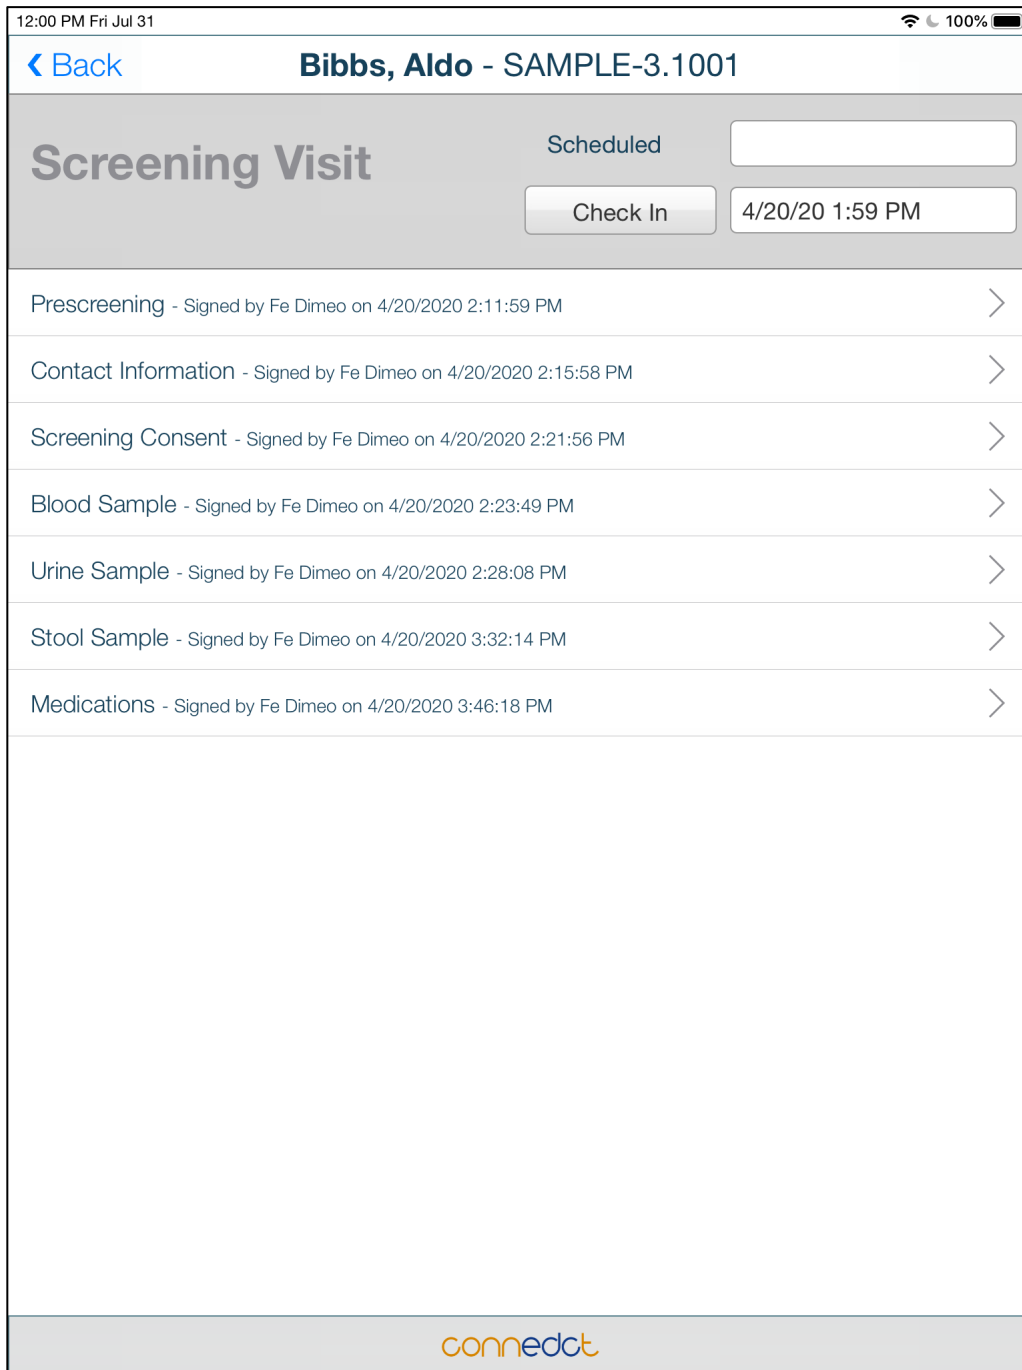 12:00 PM Fri Jul 31 100%
Back Bibbs, Aldo - SAMPLE-3.1001
Screening Visit
Scheduled
Check In 4/20/20 1:59 PM
Prescreening - Signed by Fe Dimeo on 4/20/2020 2:11:59 PM
Contact Information - Signed by Fe Dimeo on 4/20/2020 2:15:58 PM
Screening Consent - Signed by Fe Dimeo on 4/20/2020 2:21:56 PM
Blood Sample - Signed by Fe Dimeo on 4/20/2020 2:23:49 PM
Urine Sample - Signed by Fe Dimeo on 4/20/2020 2:28:08 PM
Stool Sample - Signed by Fe Dimeo on 4/20/2020 3:32:14 PM
Medications - Signed by Fe Dimeo on 4/20/2020 3:46:18 PM
connedct